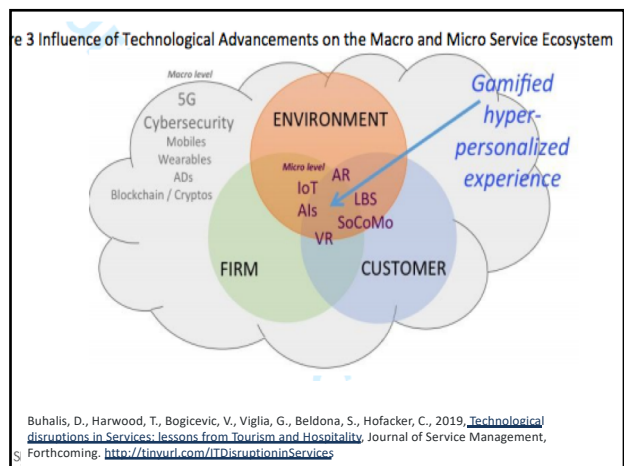 re 3 Influence of Technological Advancements on the Macro and Micro Service Ecosystem
Macro level
5G
Cybersecurity
Mobiles
Wearables
ADs
Blockchain / Cryptos
ENVIRONMENT
Gamified
hyper-
personalized
experience
Micro level
AR
IoT
LBS
AIs
SoCoMo
VR
FIRM
CUSTOMER
Buhalis, D., Harwood, T., Bogicevic, V., Viglia, G., Beldona, S., Hofacker, C., 2019, Technological
disruptions in Services: lessons from Tourism and Hospitality, Journal of Service Management,
Forthcoming. http://tinyurl.com/ITDisruptioninServices